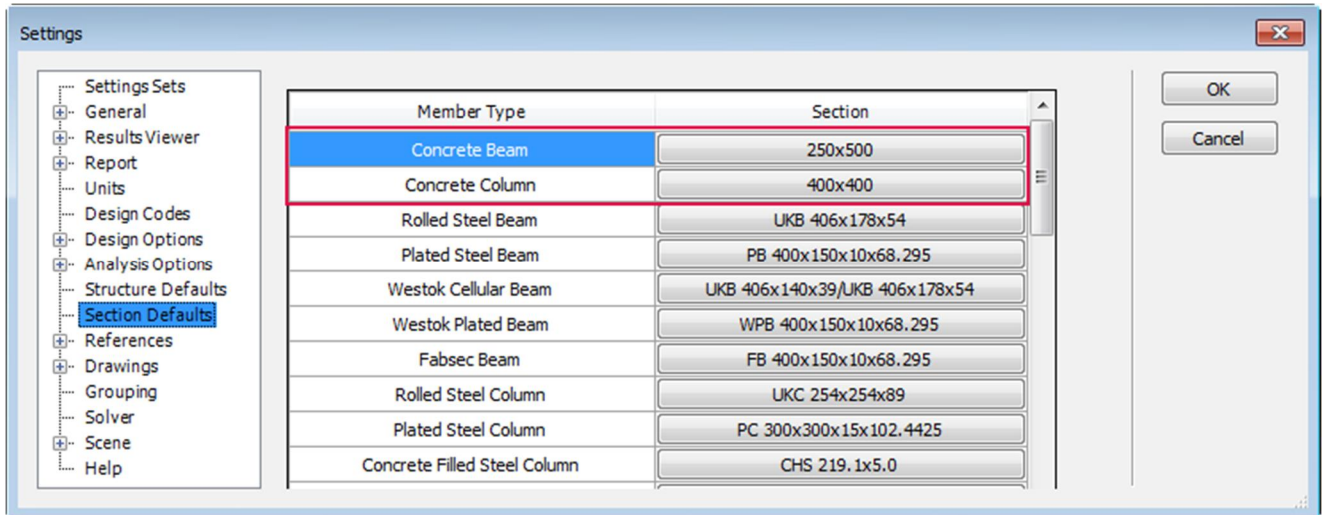 Settings
Settings Sets
General
Results Viewer
Report
Units
Design Codes
Design Options
Analysis Options
Structure Defaults
Section Defaults
References
Drawings
Grouping
Solver
Scene
Help
Member Type Section
Concrete Beam 250x500
Concrete Column 400x400
Rolled Steel Beam UKB 406x178x54
Plated Steel Beam PB 400x150x10x68.295
Westok Cellular Beam UKB 406x140x39/UKB 406x178x54
Westok Plated Beam WPB 400x150x10x68.295
Fabsec Beam FB 400x150x10x68.295
Rolled Steel Column UKC 254x254x89
Plated Steel Column PC 300x300x15x102.4425
Concrete Filled Steel Column CHS 219.1x5.0
OK
Cancel